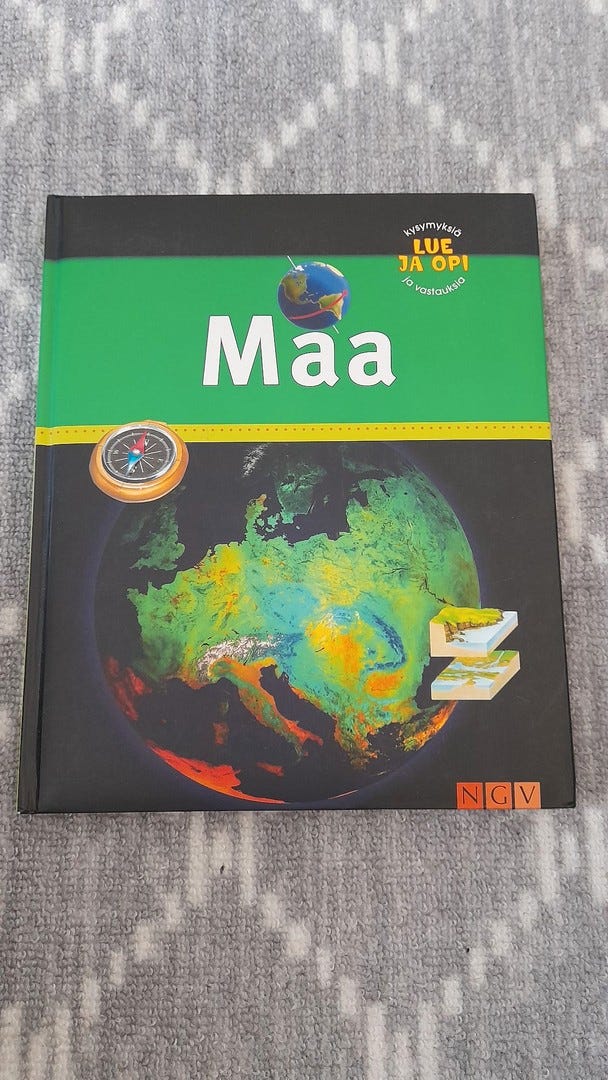 kysymyksiä
LUE
JA OPI
ja vastauksia
Maa
NGV